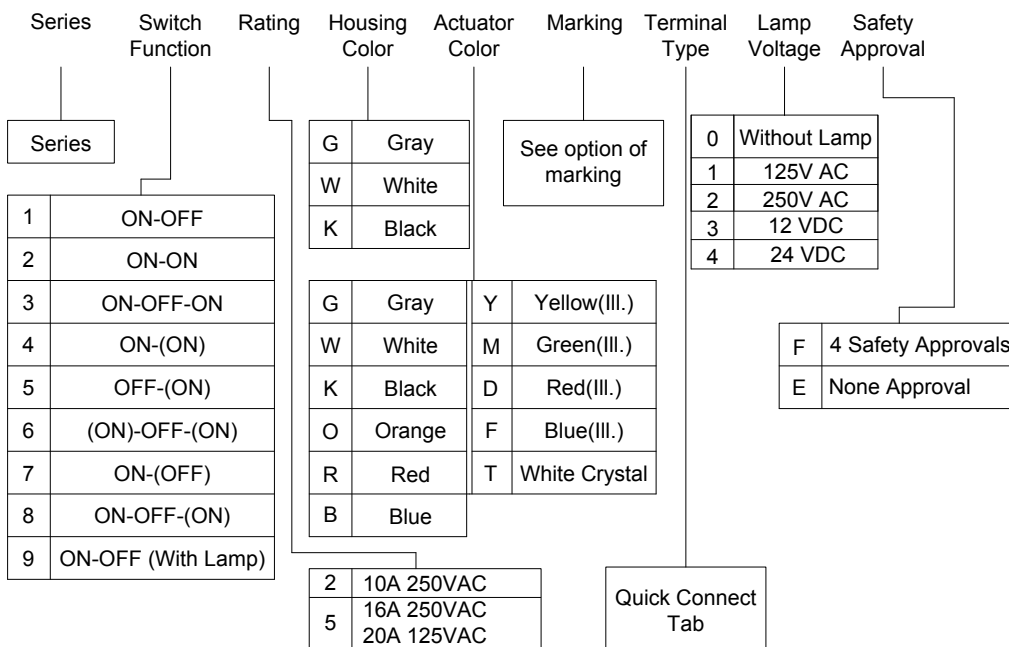 Series
Switch
Function
Rating
Housing
Color
Actuator
Color
Marking
Terminal
Type
Lamp
Voltage
Safety
Approval
Series
1 ON-OFF
2 ON-ON
3 ON-OFF-ON
4 ON-(ON)
5 OFF-(ON)
6 (ON)-OFF-(ON)
7 ON-(OFF)
8 ON-OFF-(ON)
9 ON-OFF (With Lamp)
G Gray
W White
K Black
G Gray
W White
K Black
O Orange
R Red
B Blue
Y Yellow(Ill.)
M Green(Ill.)
D Red(Ill.)
F Blue(Ill.)
T White Crystal
2 10A 250VAC
5 16A 250VAC
20A 125VAC
See option of
marking
Quick Connect
Tab
0 Without Lamp
1 125V AC
2 250V AC
3 12 VDC
4 24 VDC
F 4 Safety Approvals
E None Approval